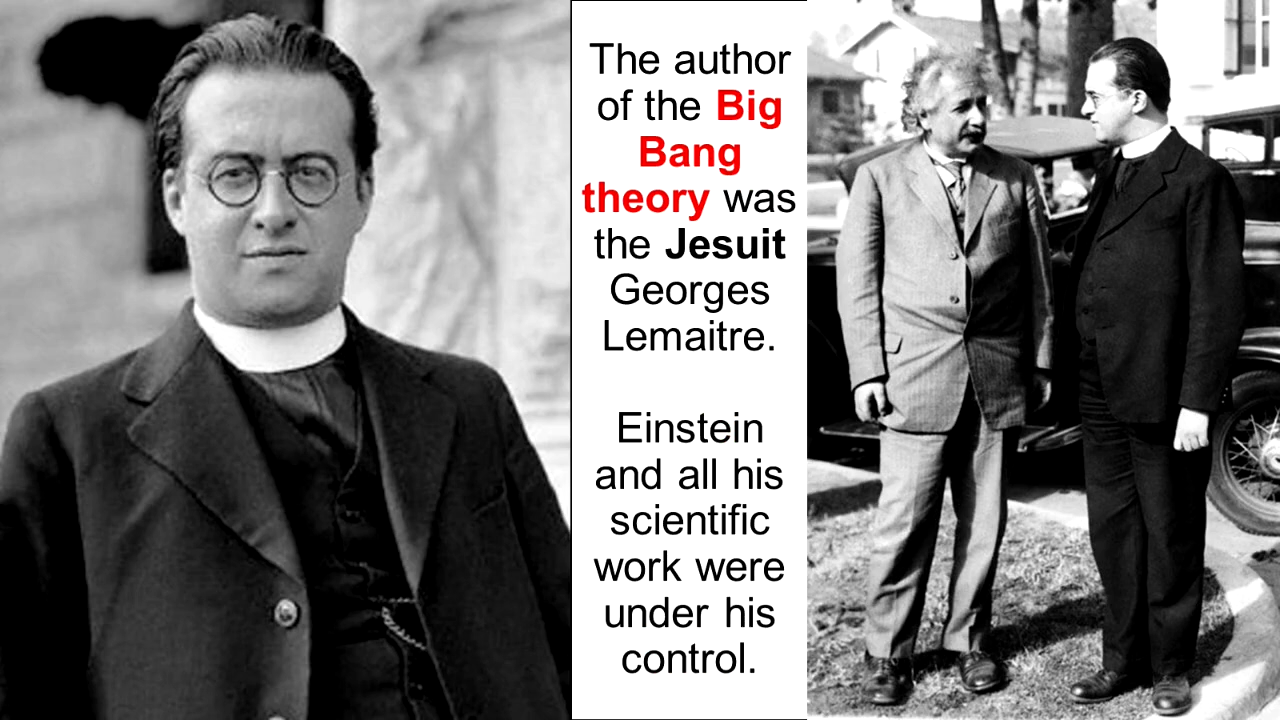 The author
of the Big
Bang
theory was
the Jesuit
Georges
Lemaitre.
Einstein
and all his
scientific
work were
under his
control.